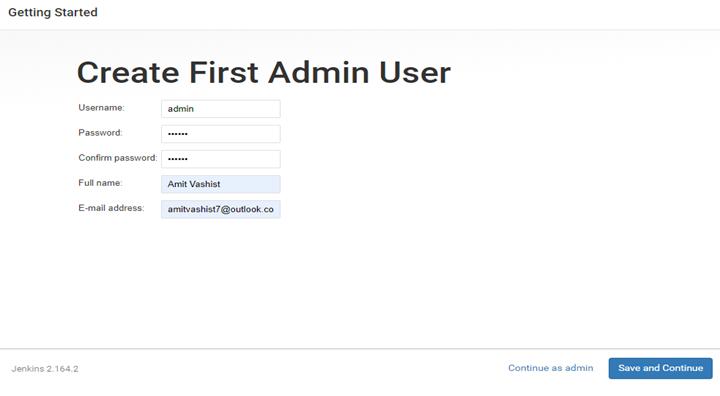 Getting Started
Create First Admin User
Username: admin
Password: ••••••
Confirm password: ••••••
Full name: Amit Vashist
E-mail address: amitvashist7@outlook.co
Jenkins 2.164.2 Continue as admin Save and Continue